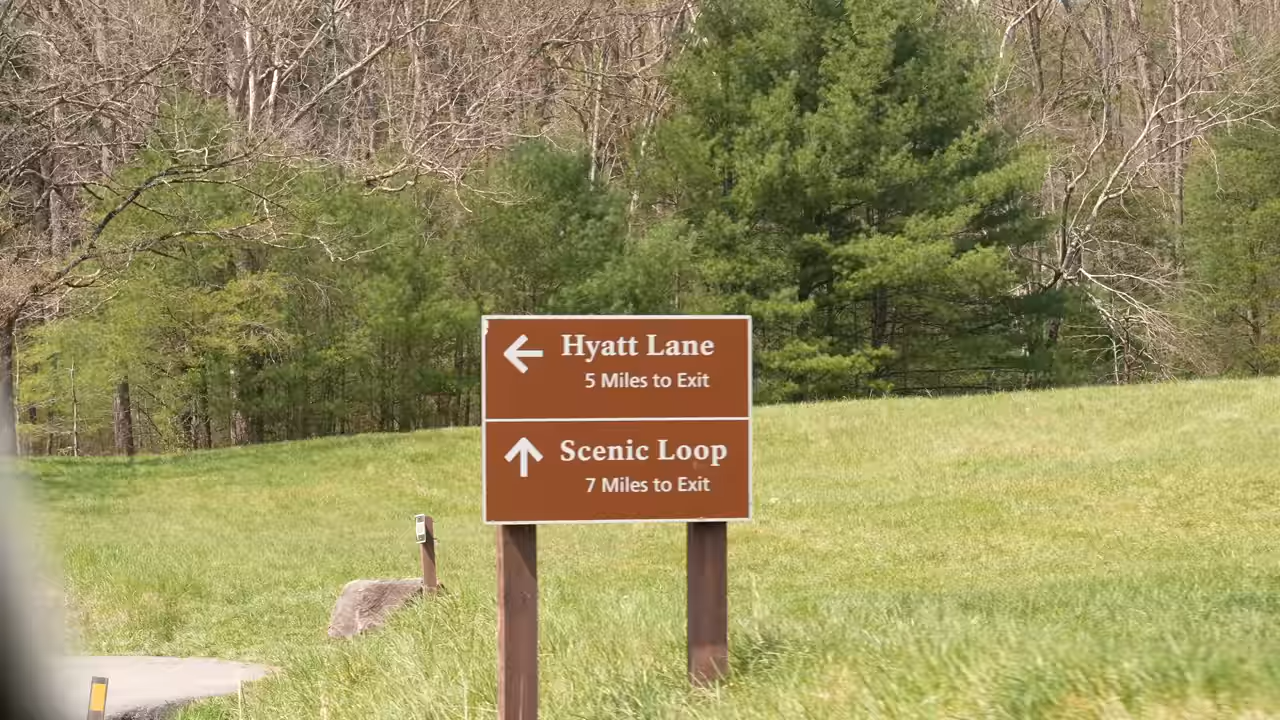 Hyatt Lane
5 Miles to Exit
Scenic Loop
7 Miles to Exit